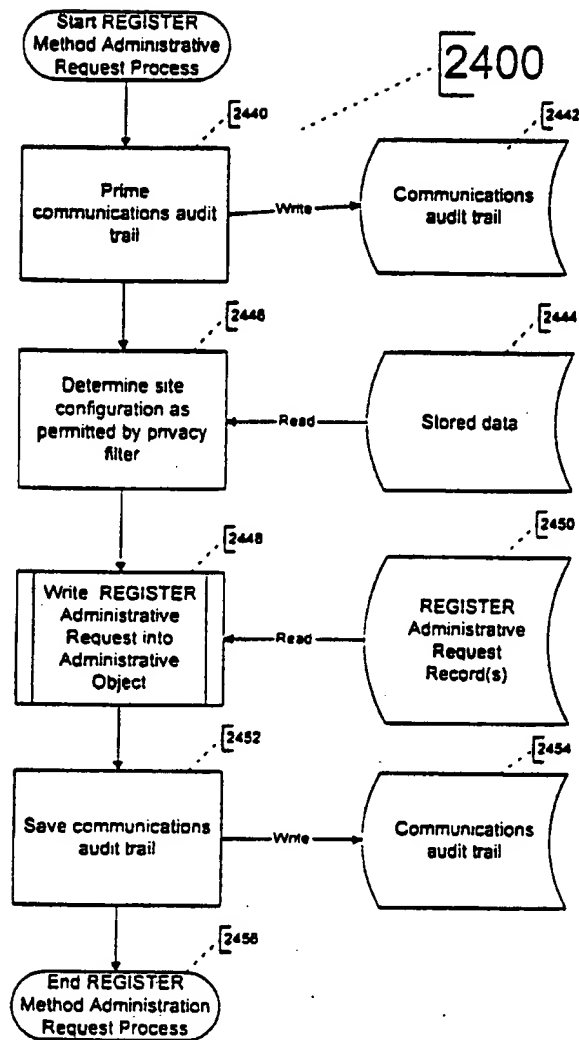 Start REGISTER
Method Administrative
Request Process
2400
2440
2442
Prime
communications audit
trail
Write
Communications
audit trail
2446
2444
Determine site
configuration as
permitted by privacy
filter
Read
Stored data
2448
2450
Write REGISTER
Administrative
Request into
Administrative
Object
Read
REGISTER
Administrative
Request
Record(s)
2452
2454
Save communications
audit trail
Write
Communications
audit trail
2456
End REGISTER
Method Administration
Request Process